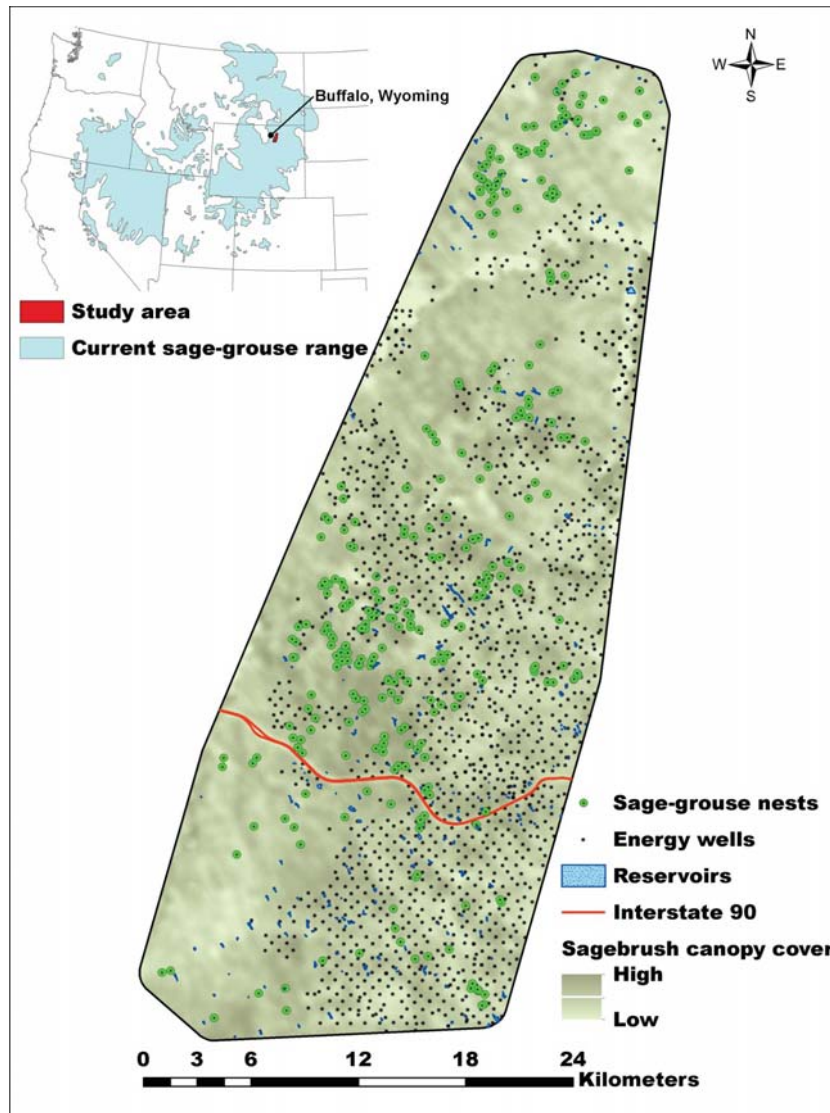 N
W E
S
Buffalo, Wyoming
Study area
Current sage-grouse range
Sage-grouse nests
Energy wells
Reservoirs
Interstate 90
Sagebrush canopy cover
High
Low
0 3 6 12 18 24
Kilometers